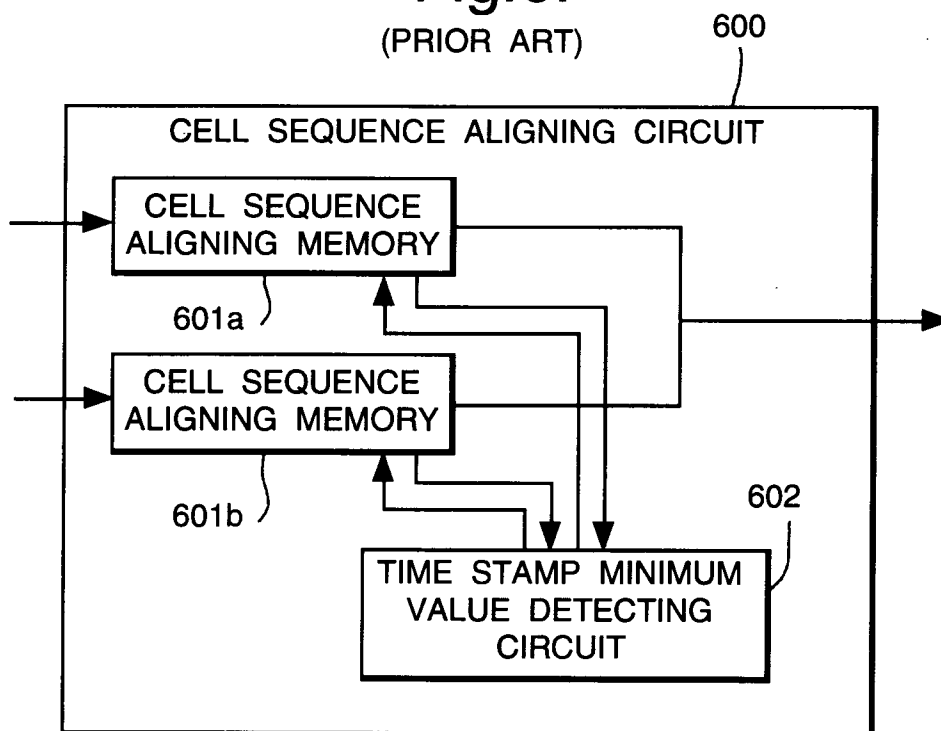 (PRIOR ART)
600
CELL SEQUENCE ALIGNING CIRCUIT
CELL SEQUENCE
ALIGNING MEMORY
601a
CELL SEQUENCE
ALIGNING MEMORY
601b
602
TIME STAMP MINIMUM
VALUE DETECTING
CIRCUIT